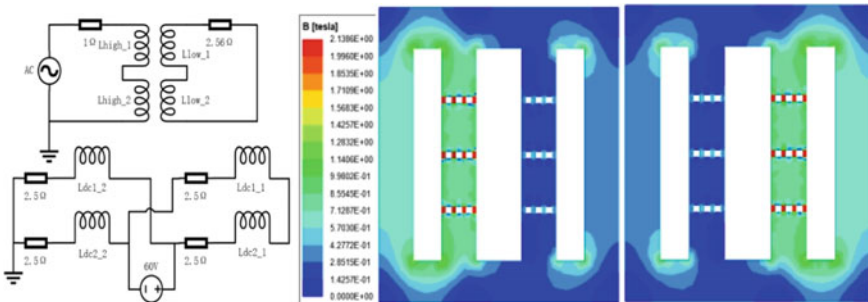 1Ω
Lhigh_1
Llow_1
2.56Ω
AC
Lhigh_2
Llow_2
2.5Ω
Ldc1_2
2.5Ω
Ldc1_1
2.5Ω
Ldc2_2
60V
2.5Ω
Ldc2_1
B [tesla]
2.1386E+00
1.9960E+00
1.8535E+00
1.7109E+00
1.5683E+00
1.4257E+00
1.2832E+00
1.1406E+00
9.9802E-01
8.5545E-01
7.1287E-01
5.7030E-01
4.2772E-01
2.8515E-01
1.4257E-01
0.0000E+00